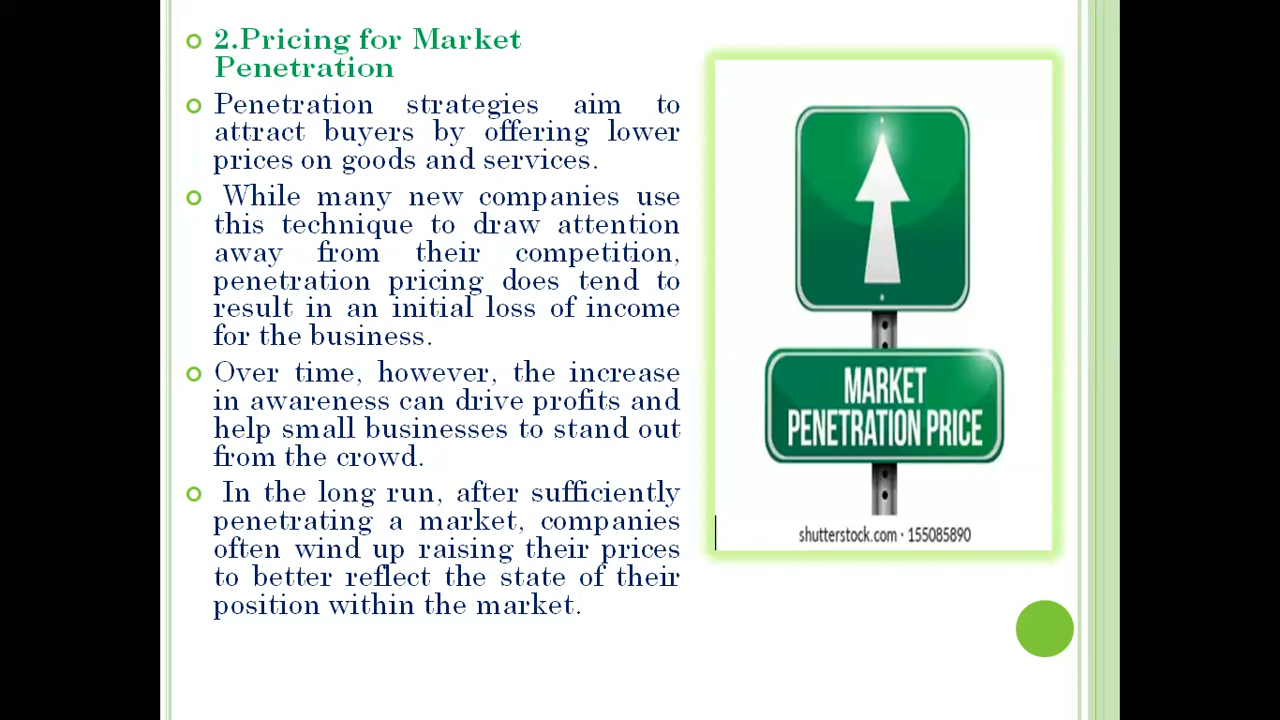 2.Pricing for Market
Penetration
Penetration strategies aim to
attract buyers by offering lower
prices on goods and services.
While many new companies use
this technique to draw attention
away from their competition,
penetration pricing does tend to
result in an initial loss of income
for the business.
Over time, however, the increase
in awareness can drive profits and
help small businesses to stand out
from the crowd.
In the long run, after sufficiently
penetrating a market, companies
often wind up raising their prices
to better reflect the state of their
position within the market.
MARKET
PENETRATION PRICE
shutterstock.com · 155085890